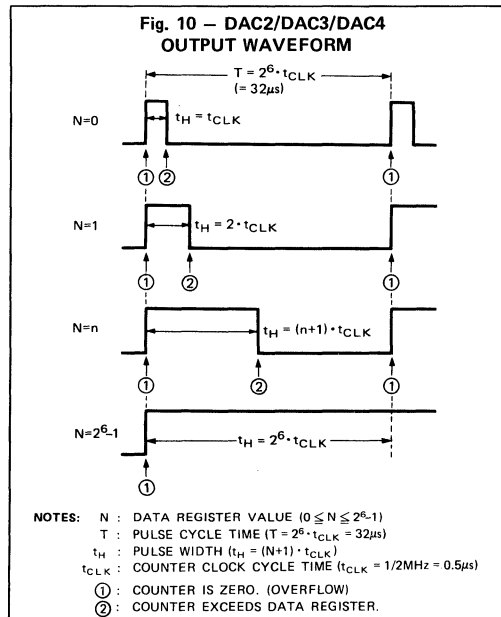 Fig. 10 — DAC2/DAC3/DAC4
OUTPUT WAVEFORM
T = 2⁶· tCLK
(= 32μs)
N=0
tH = tCLK
① ② ①
N=1
tH = 2 · tCLK
① ② ①
N=n
tH = (n+1) · tCLK
① ② ①
N=2⁶-1
tH = 2⁶· tCLK
①
NOTES: N : DATA REGISTER VALUE (0 ≦ N ≦ 2⁶-1)
T : PULSE CYCLE TIME (T = 2⁶· tCLK = 32μs)
tH : PULSE WIDTH (tH = (N+1) · tCLK)
tCLK : COUNTER CLOCK CYCLE TIME (tCLK = 1/2MHz = 0.5μs)
① : COUNTER IS ZERO. (OVERFLOW)
② : COUNTER EXCEEDS DATA REGISTER.